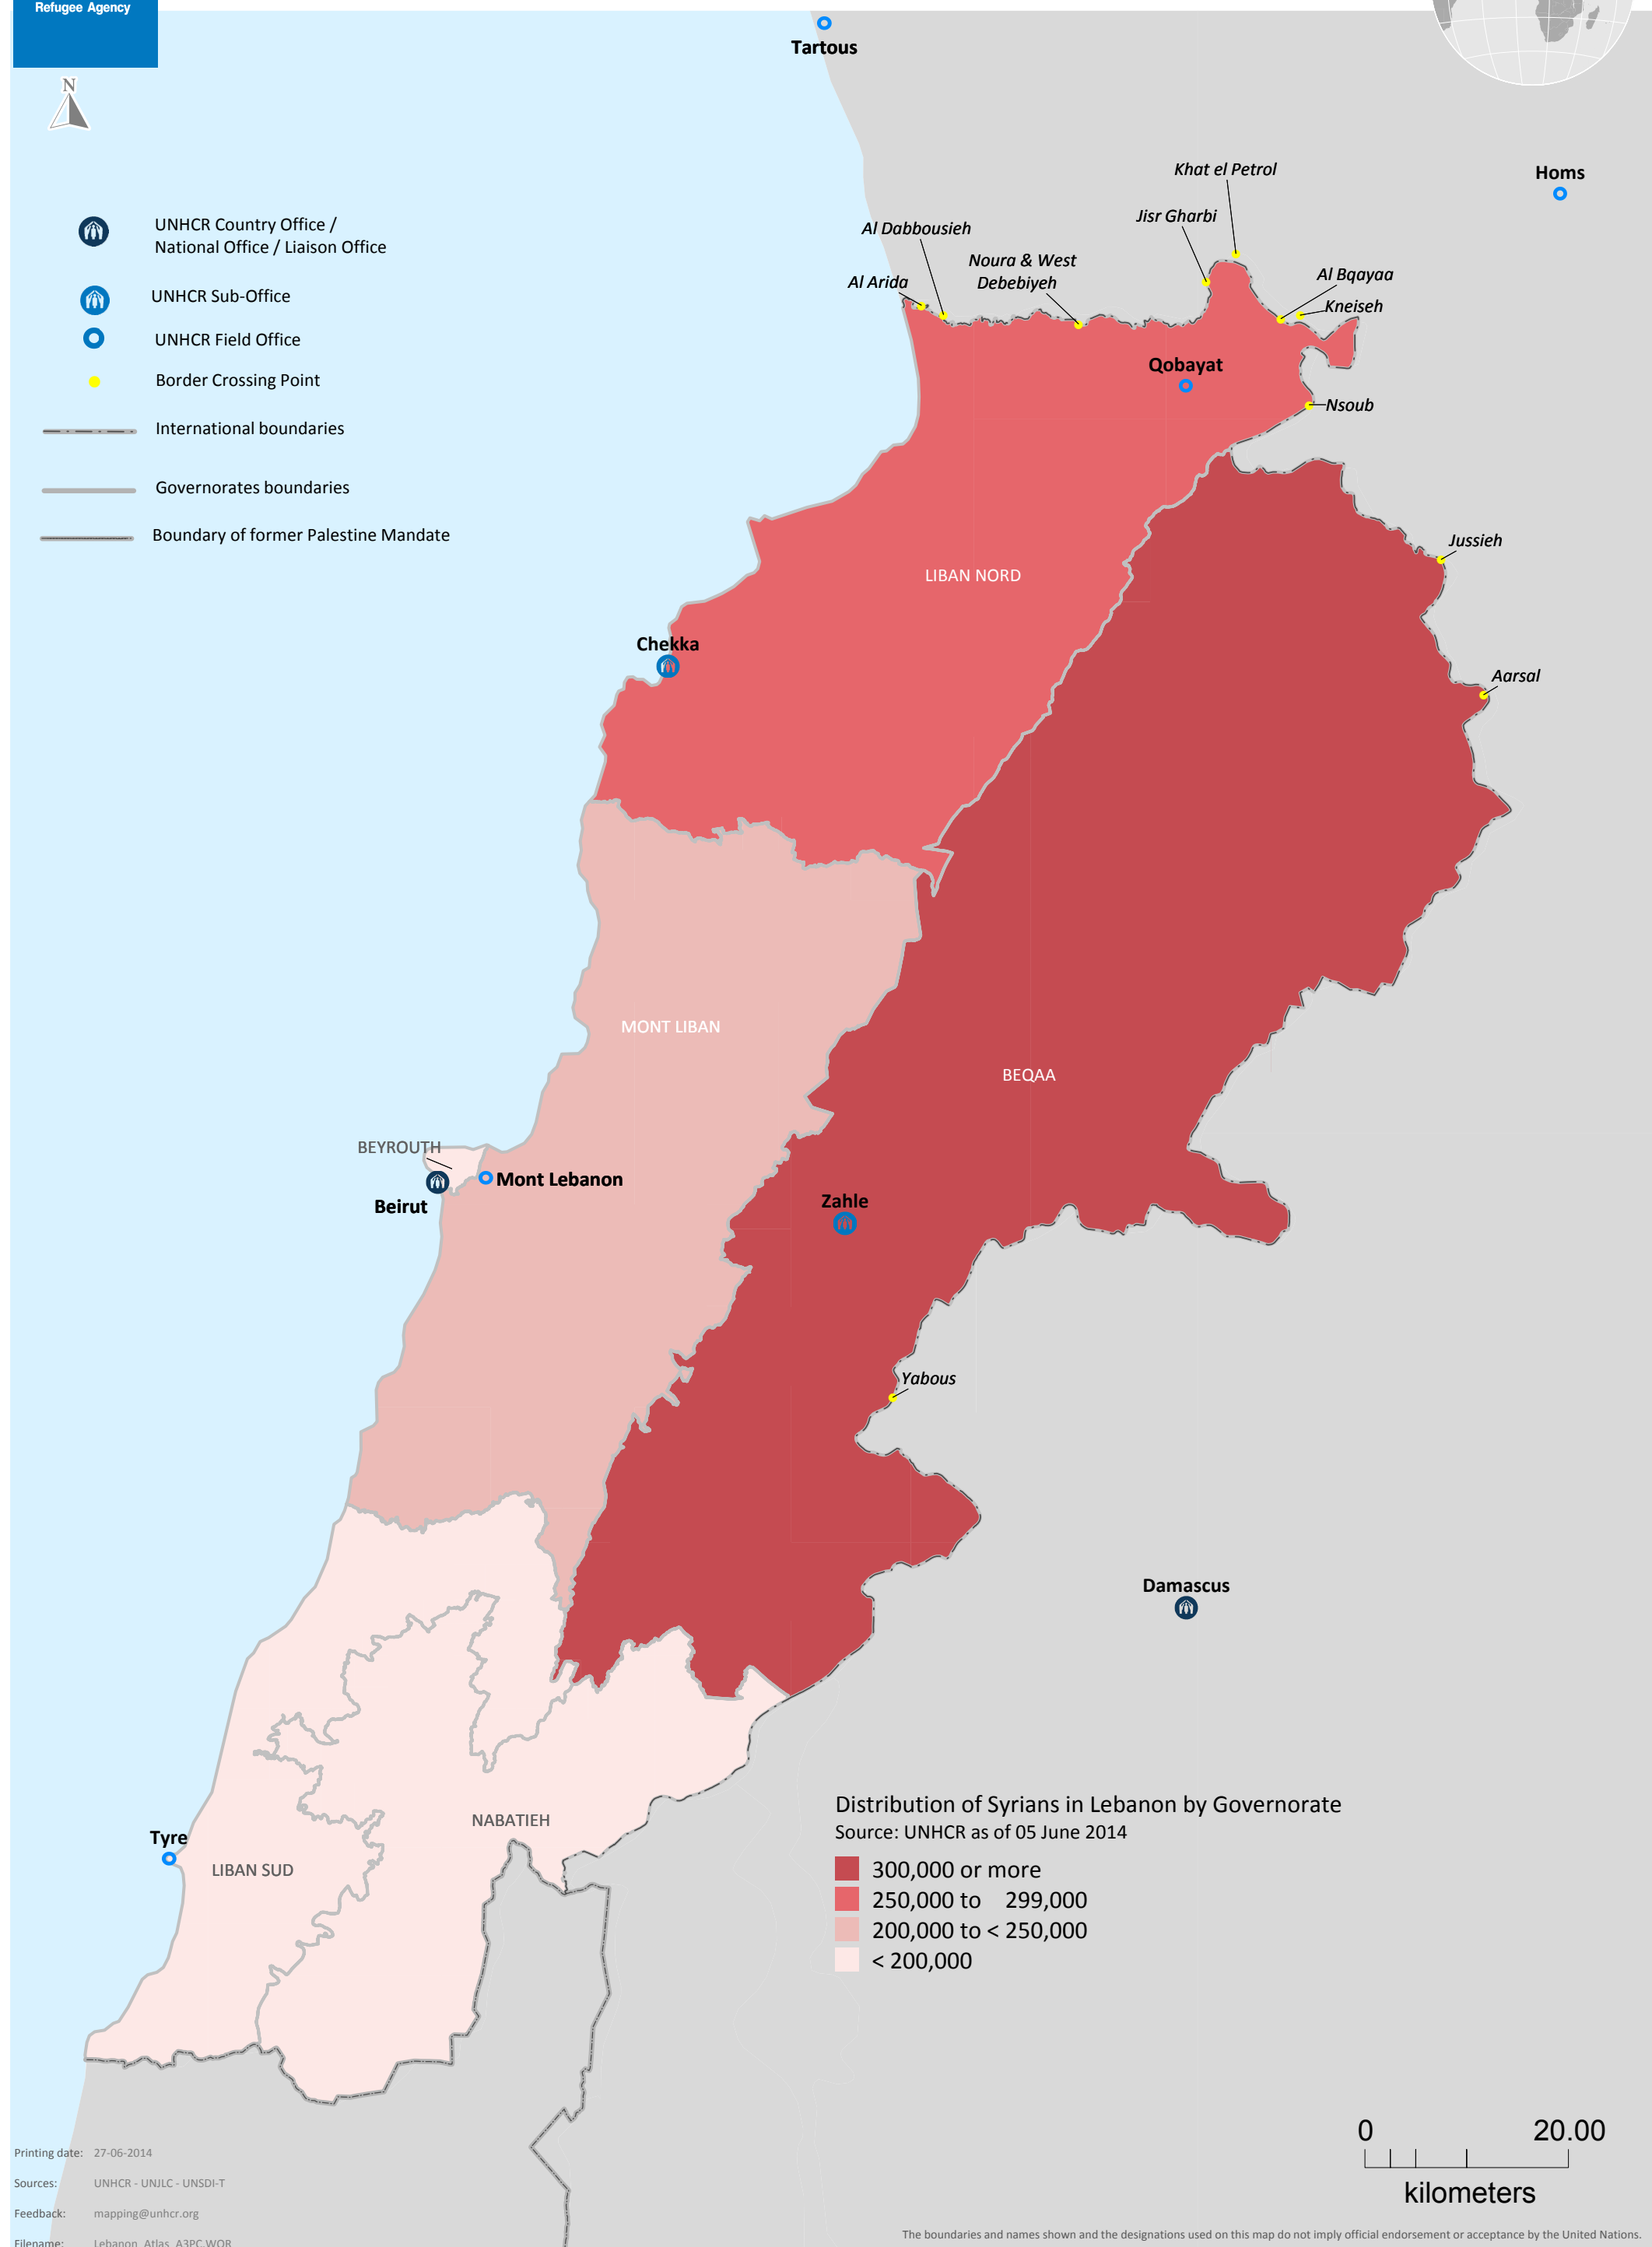 Refugee Agency
N
Tartous
Homs
Khat el Petrol
Jisr Gharbi
Al Dabbousieh
Noura & West
Debebiyeh
Al Arida
Al Bqayaa
Kneiseh
Qobayat
Nsoub
UNHCR Country Office /
National Office / Liaison Office
UNHCR Sub-Office
UNHCR Field Office
Border Crossing Point
International boundaries
Governorates boundaries
Boundary of former Palestine Mandate
Jussieh
LIBAN NORD
Chekka
Aarsal
MONT LIBAN
BEQAA
BEYROUTH
Mont Lebanon
Beirut
Zahle
Yabous
Damascus
NABATIEH
Tyre
LIBAN SUD
Distribution of Syrians in Lebanon by Governorate
Source: UNHCR as of 05 June 2014
300,000 or more
250,000 to 299,000
200,000 to < 250,000
< 200,000
0 20.00
kilometers
Printing date: 27-06-2014
Sources: UNHCR - UNJLC - UNSDI-T
Feedback: mapping@unhcr.org
Filename: Lebanon_Atlas_A3PC.WOR
The boundaries and names shown and the designations used on this map do not imply official endorsement or acceptance by the United Nations.